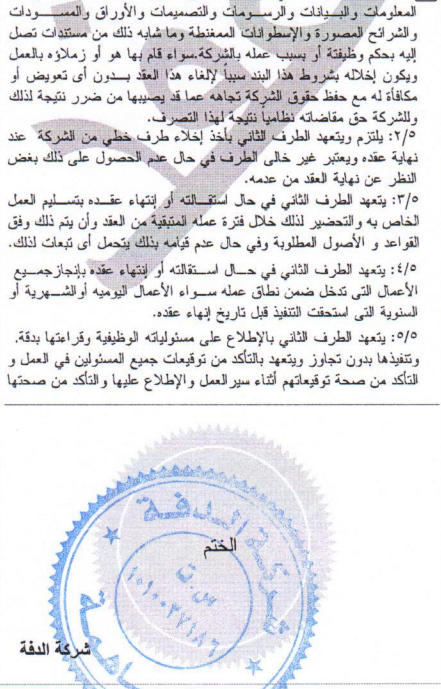 المعلومات والبيانات والرسومات والتصميمات والأوراق والمسودات
والشرائح المصورة والإسطوانات الممغنطة وما شابه ذلك من مستندات تصل
إليه بحكم وظيفتة أو بسبب عمله بالشركة.سواء قام بها هو أو زملاؤه بالعمل
ويكون إخلاله بشروط هذا البند سبباً لإلغاء هذا العقد بدون أى تعويض أو
مكافأة له مع حفظ حقوق الشركة تجاهه عما قد يصيبها من ضرر نتيجة لذلك
وللشركة حق مقاضاته نظامياً نتيجة لهذا التصرف.
٢/٥: يلتزم ويتعهد الطرف الثاني بأخذ إخلاء طرف خطي من الشركة عند
نهاية عقده ويعتبر غير خالى الطرف في حال عدم الحصول على ذلك بغض
النظر عن نهاية العقد من عدمه.
٣/٥: يتعهد الطرف الثاني في حال استقالته أو إنتهاء عقده بتسليم العمل
الخاص به والتحضير لذلك خلال فترة عمله المتبقية من العقد وأن يتم ذلك وفق
القواعد و الأصول المطلوبة وفي حال عدم قيامه بذلك يتحمل أى تبعات لذلك.
٤/٥: يتعهد الطرف الثاني في حال استقالته أو إنتهاء عقده بإنجازجميع
الأعمال التى تدخل ضمن نطاق عمله سواء الأعمال اليوميه أوالشهرية أو
السنوية التى استحقت التنفيذ قبل تاريخ إنهاء عقده.
٥/٥: يتعهد الطرف الثاني بالإطلاع على مسئولياته الوظيفية وقراءتها بدقة.
وتنفيذها بدون تجاوز ويتعهد بالتأكد من توقيعات جميع المسئولين في العمل و
التأكد من صحة توقيعاتهم أثناء سير العمل و الإطلاع عليها و التأكد من صحتها
شركة الدفة
الختم
س.ت
١٠١٠٠٢٧١٨٦
شركة الدفة